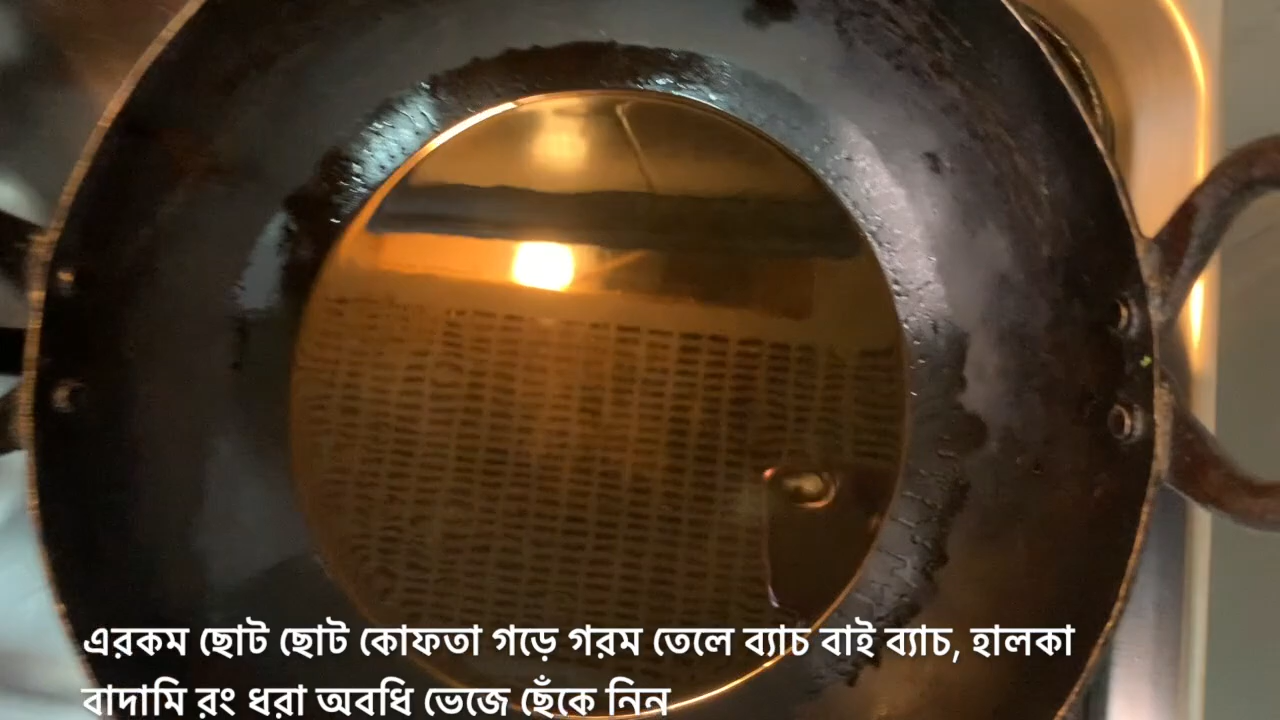 এরকম ছোট ছোট কোফতা গড়ে গরম তেলে ব্যাচ বাই ব্যাচ, হালকা
বাদামি রং ধরা অবধি ভেজে ছেঁকে নিন